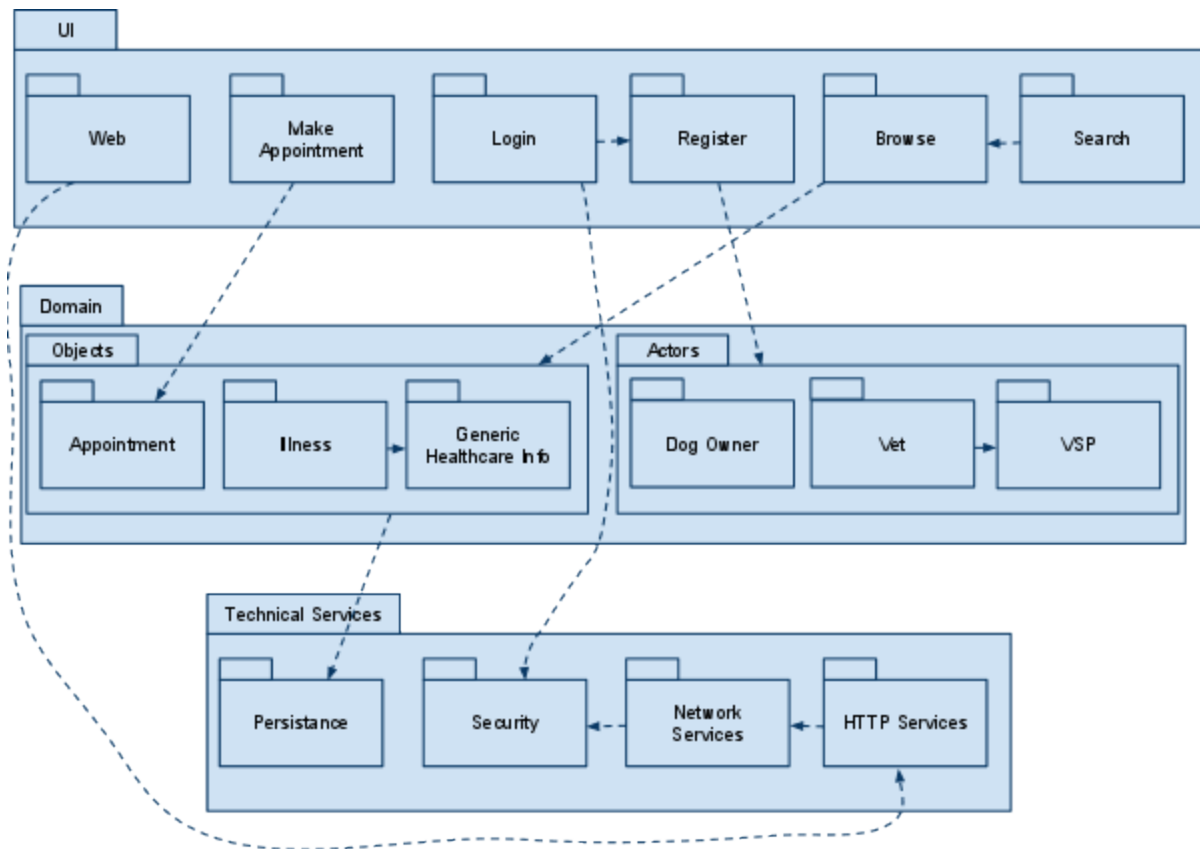 UI
Web
Make
Appointment
Login
Register
Browse
Search
Domain
Objects
Appointment
Illness
Generic
Healthcare Info
Actors
Dog Owner
Vet
VSP
Technical Services
Persistance
Security
Network
Services
HTTP Services